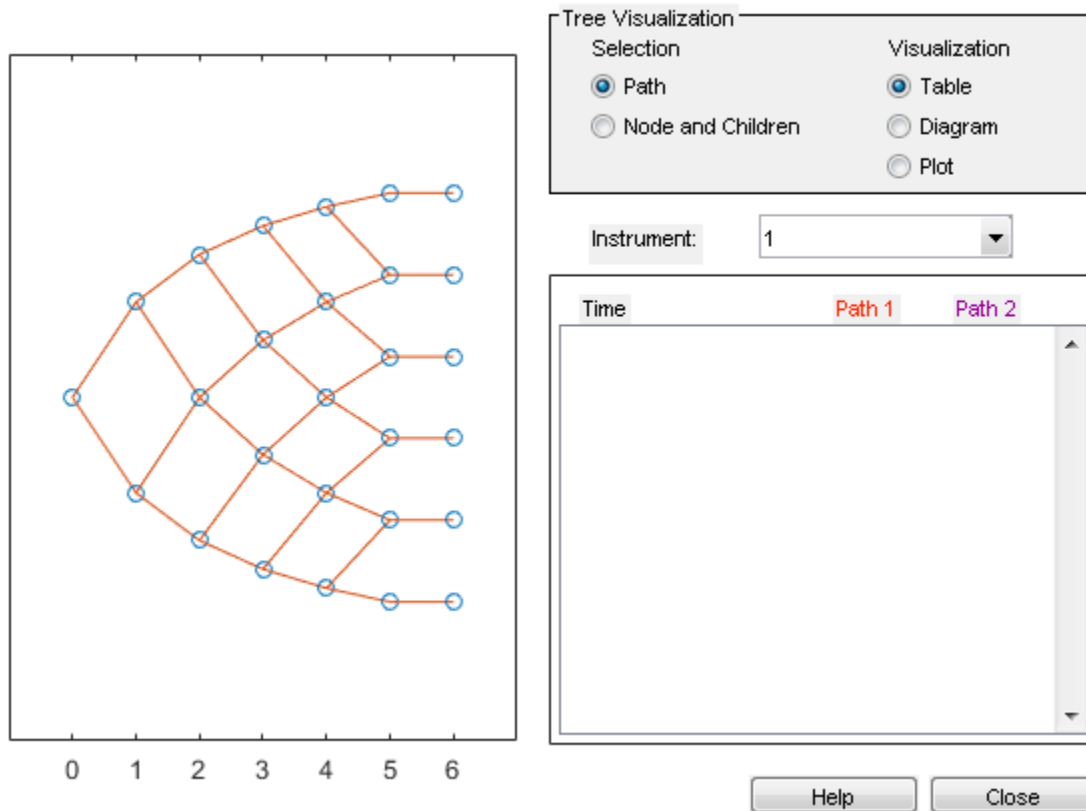 Tree Visualization
Selection
Visualization
Path
Table
Node and Children
Diagram
Plot
Instrument:
1
Time
Path 1
Path 2
0 1 2 3 4 5 6
Help
Close